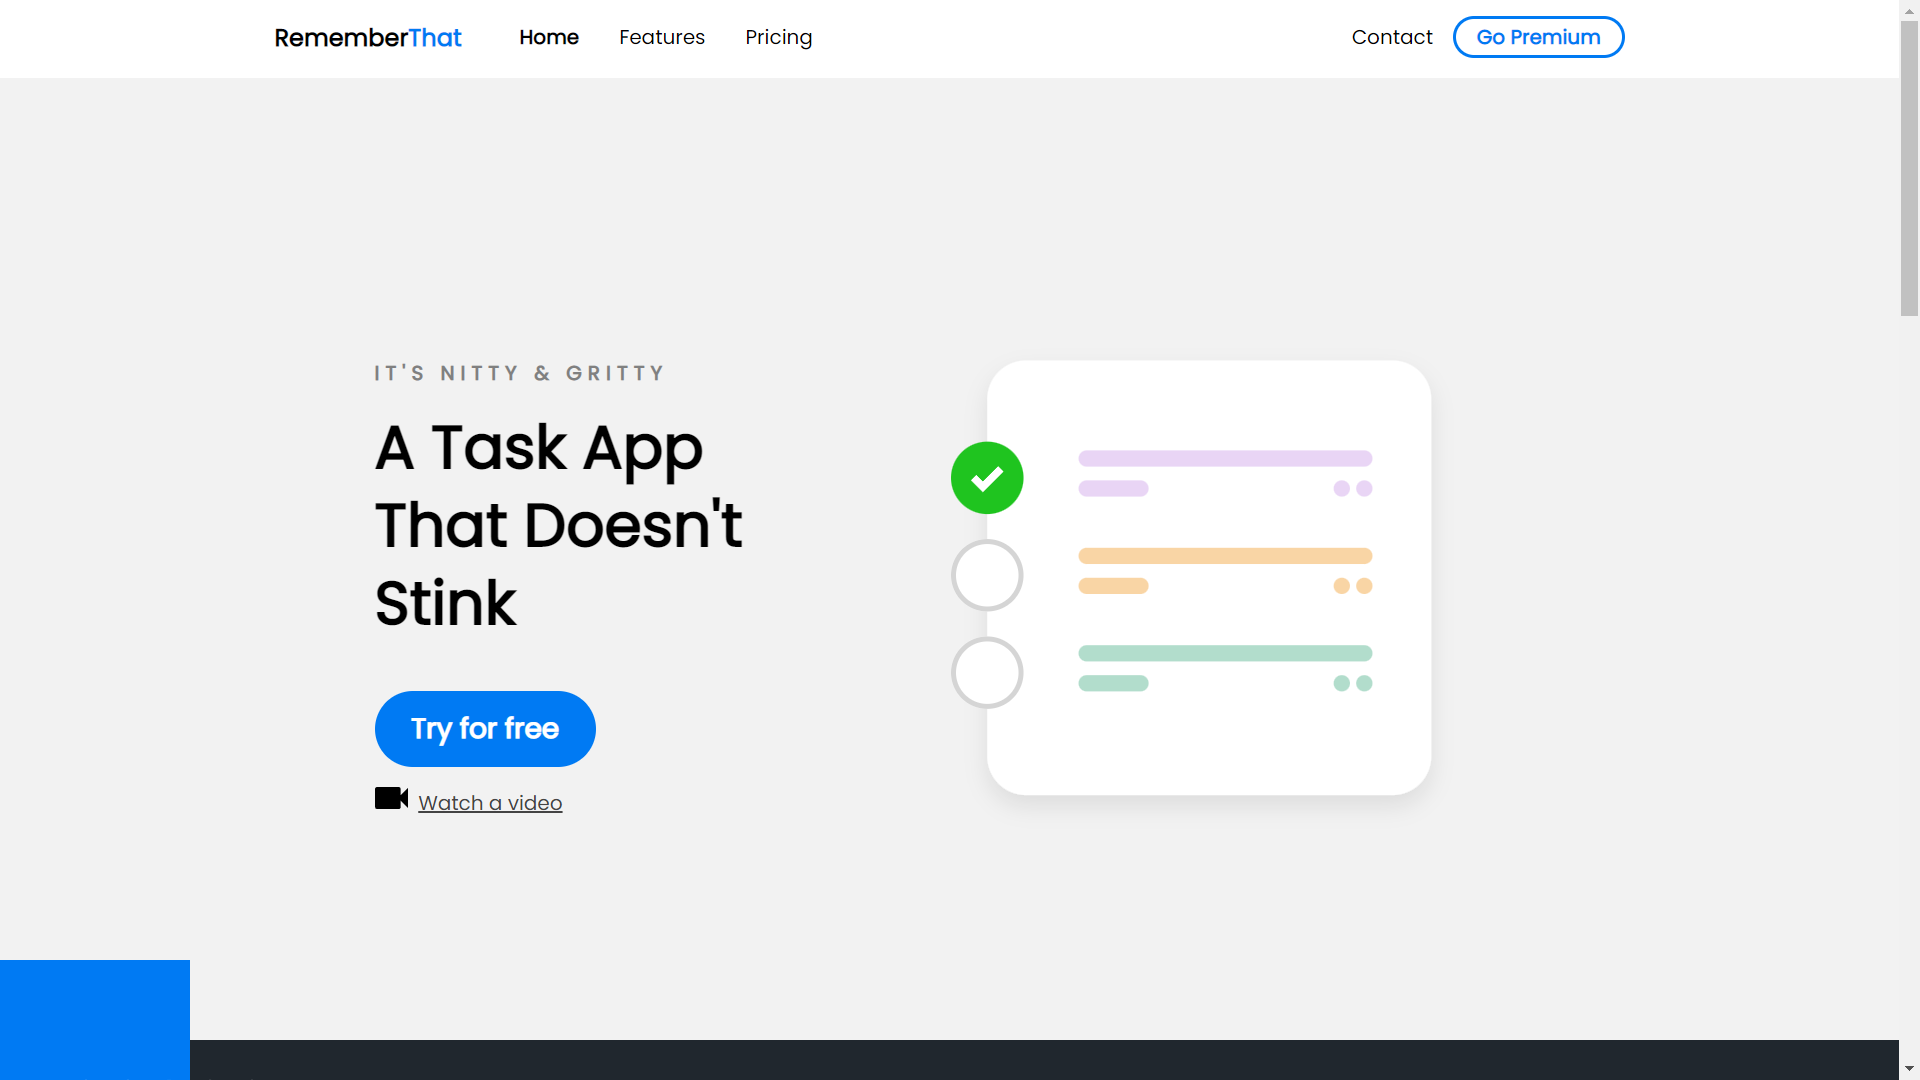 RememberThat
Home
Features
Pricing
Contact
Go Premium
IT'S NITTY & GRITTY
A Task App
That Doesn't
Stink
Try for free
Watch a video